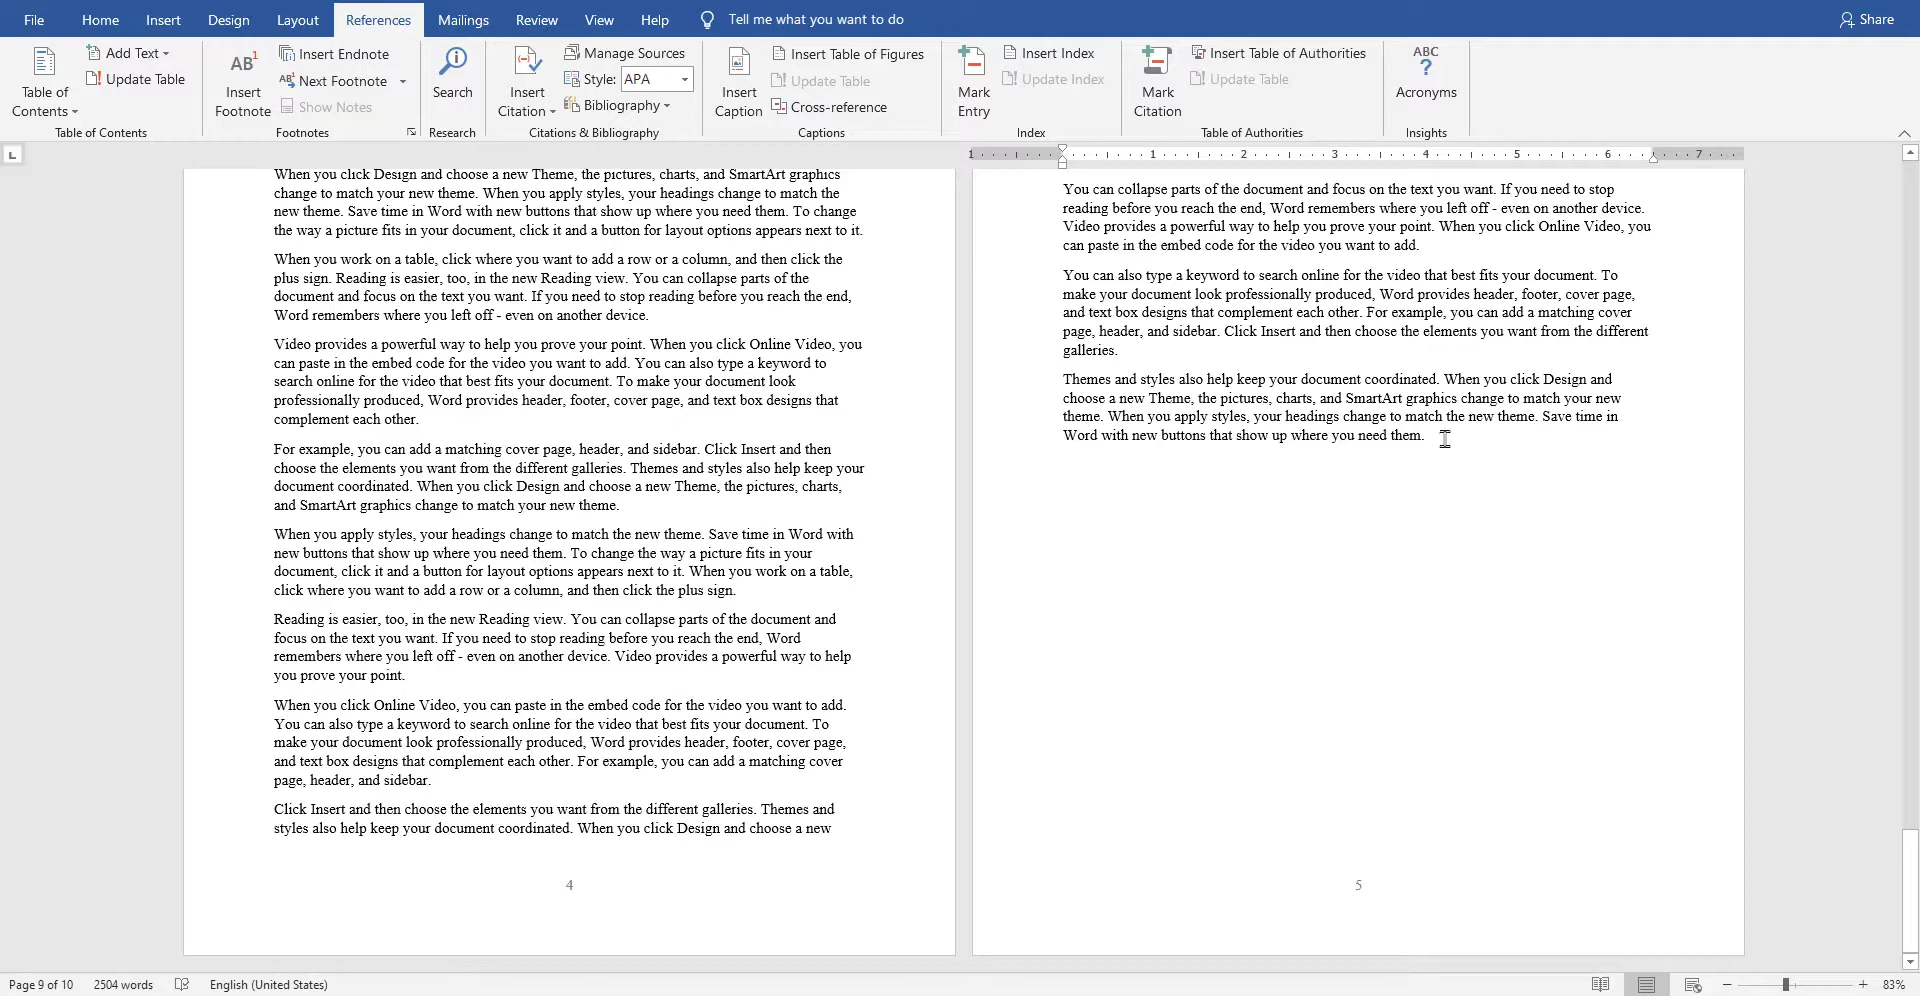 File Home Insert Design Layout References Mailings Review View Help Tell me what you want to do Share
Table of Contents
Add Text
Update Table
Table of Contents
AB1
Insert Footnote
Insert Endnote
AB1 Next Footnote
Show Notes
Footnotes
Search
Research
Insert Citation
Manage Sources
Style: APA
Bibliography
Citations & Bibliography
Insert Caption
Insert Table of Figures
Update Table
Cross-reference
Captions
Mark Entry
Insert Index
Update Index
Index
Mark Citation
Insert Table of Authorities
Update Table
Table of Authorities
ABC
?
Acronyms
Insights
L
1 1 2 3 4 5 6 7
When you click Design and choose a new Theme, the pictures, charts, and SmartArt graphics
change to match your new theme. When you apply styles, your headings change to match the
new theme. Save time in Word with new buttons that show up where you need them. To change
the way a picture fits in your document, click it and a button for layout options appears next to it.
When you work on a table, click where you want to add a row or a column, and then click the
plus sign. Reading is easier, too, in the new Reading view. You can collapse parts of the
document and focus on the text you want. If you need to stop reading before you reach the end,
Word remembers where you left off - even on another device.
Video provides a powerful way to help you prove your point. When you click Online Video, you
can paste in the embed code for the video you want to add. You can also type a keyword to
search online for the video that best fits your document. To make your document look
professionally produced, Word provides header, footer, cover page, and text box designs that
complement each other.
For example, you can add a matching cover page, header, and sidebar. Click Insert and then
choose the elements you want from the different galleries. Themes and styles also help keep your
document coordinated. When you click Design and choose a new Theme, the pictures, charts,
and SmartArt graphics change to match your new theme.
When you apply styles, your headings change to match the new theme. Save time in Word with
new buttons that show up where you need them. To change the way a picture fits in your
document, click it and a button for layout options appears next to it. When you work on a table,
click where you want to add a row or a column, and then click the plus sign.
Reading is easier, too, in the new Reading view. You can collapse parts of the document and
focus on the text you want. If you need to stop reading before you reach the end, Word
remembers where you left off - even on another device. Video provides a powerful way to help
you prove your point.
When you click Online Video, you can paste in the embed code for the video you want to add.
You can also type a keyword to search online for the video that best fits your document. To
make your document look professionally produced, Word provides header, footer, cover page,
and text box designs that complement each other. For example, you can add a matching cover
page, header, and sidebar.
Click Insert and then choose the elements you want from the different galleries. Themes and
styles also help keep your document coordinated. When you click Design and choose a new
4
You can collapse parts of the document and focus on the text you want. If you need to stop
reading before you reach the end, Word remembers where you left off - even on another device.
Video provides a powerful way to help you prove your point. When you click Online Video, you
can paste in the embed code for the video you want to add.
You can also type a keyword to search online for the video that best fits your document. To
make your document look professionally produced, Word provides header, footer, cover page,
and text box designs that complement each other. For example, you can add a matching cover
page, header, and sidebar. Click Insert and then choose the elements you want from the different
galleries.
Themes and styles also help keep your document coordinated. When you click Design and
choose a new Theme, the pictures, charts, and SmartArt graphics change to match your new
theme. When you apply styles, your headings change to match the new theme. Save time in
Word with new buttons that show up where you need them.
5
Page 9 of 10 2504 words English (United States) 83%